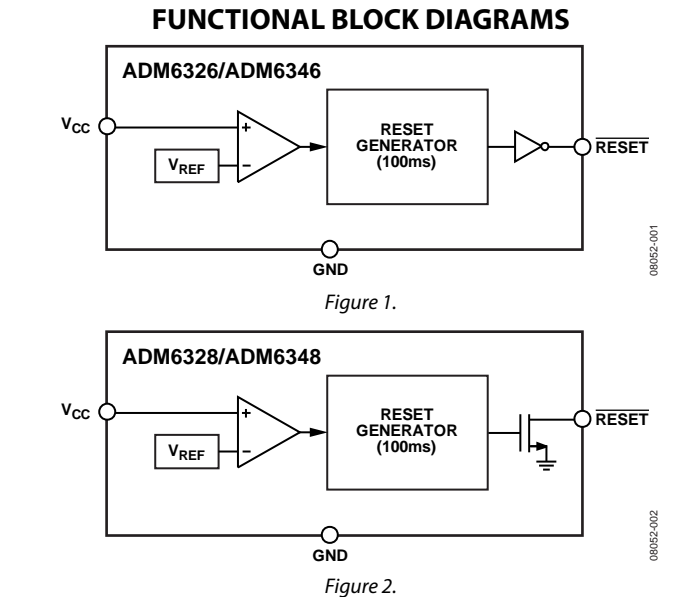 FUNCTIONAL BLOCK DIAGRAMS
ADM6326/ADM6346
VCC
+
VREF
−
RESET
GENERATOR
(100ms)
RESET
GND
08052-001
Figure 1.
ADM6328/ADM6348
VCC
+
VREF
−
RESET
GENERATOR
(100ms)
RESET
GND
08052-002
Figure 2.